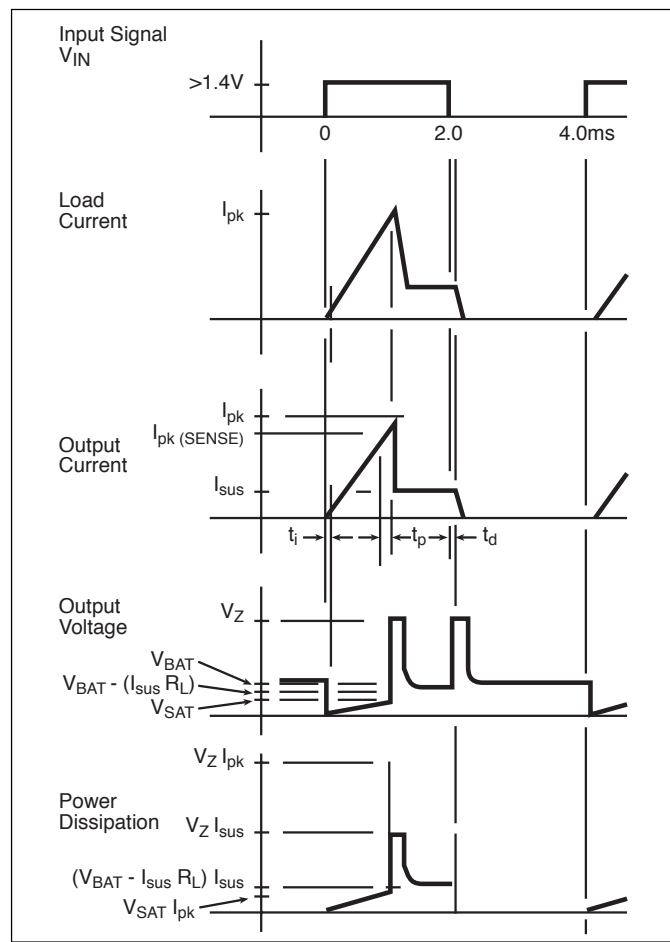 Input Signal
V_IN
>1.4V
0 2.0 4.0ms
Load
Current
I_pk
Output
Current
I_pk
I_pk (SENSE)
I_sus
t_i t_p t_d
Output
Voltage
V_Z
V_BAT
V_BAT - (I_sus R_L)
V_SAT
Power
Dissipation
V_Z I_pk
V_Z I_sus
(V_BAT - I_sus R_L) I_sus
V_SAT I_pk